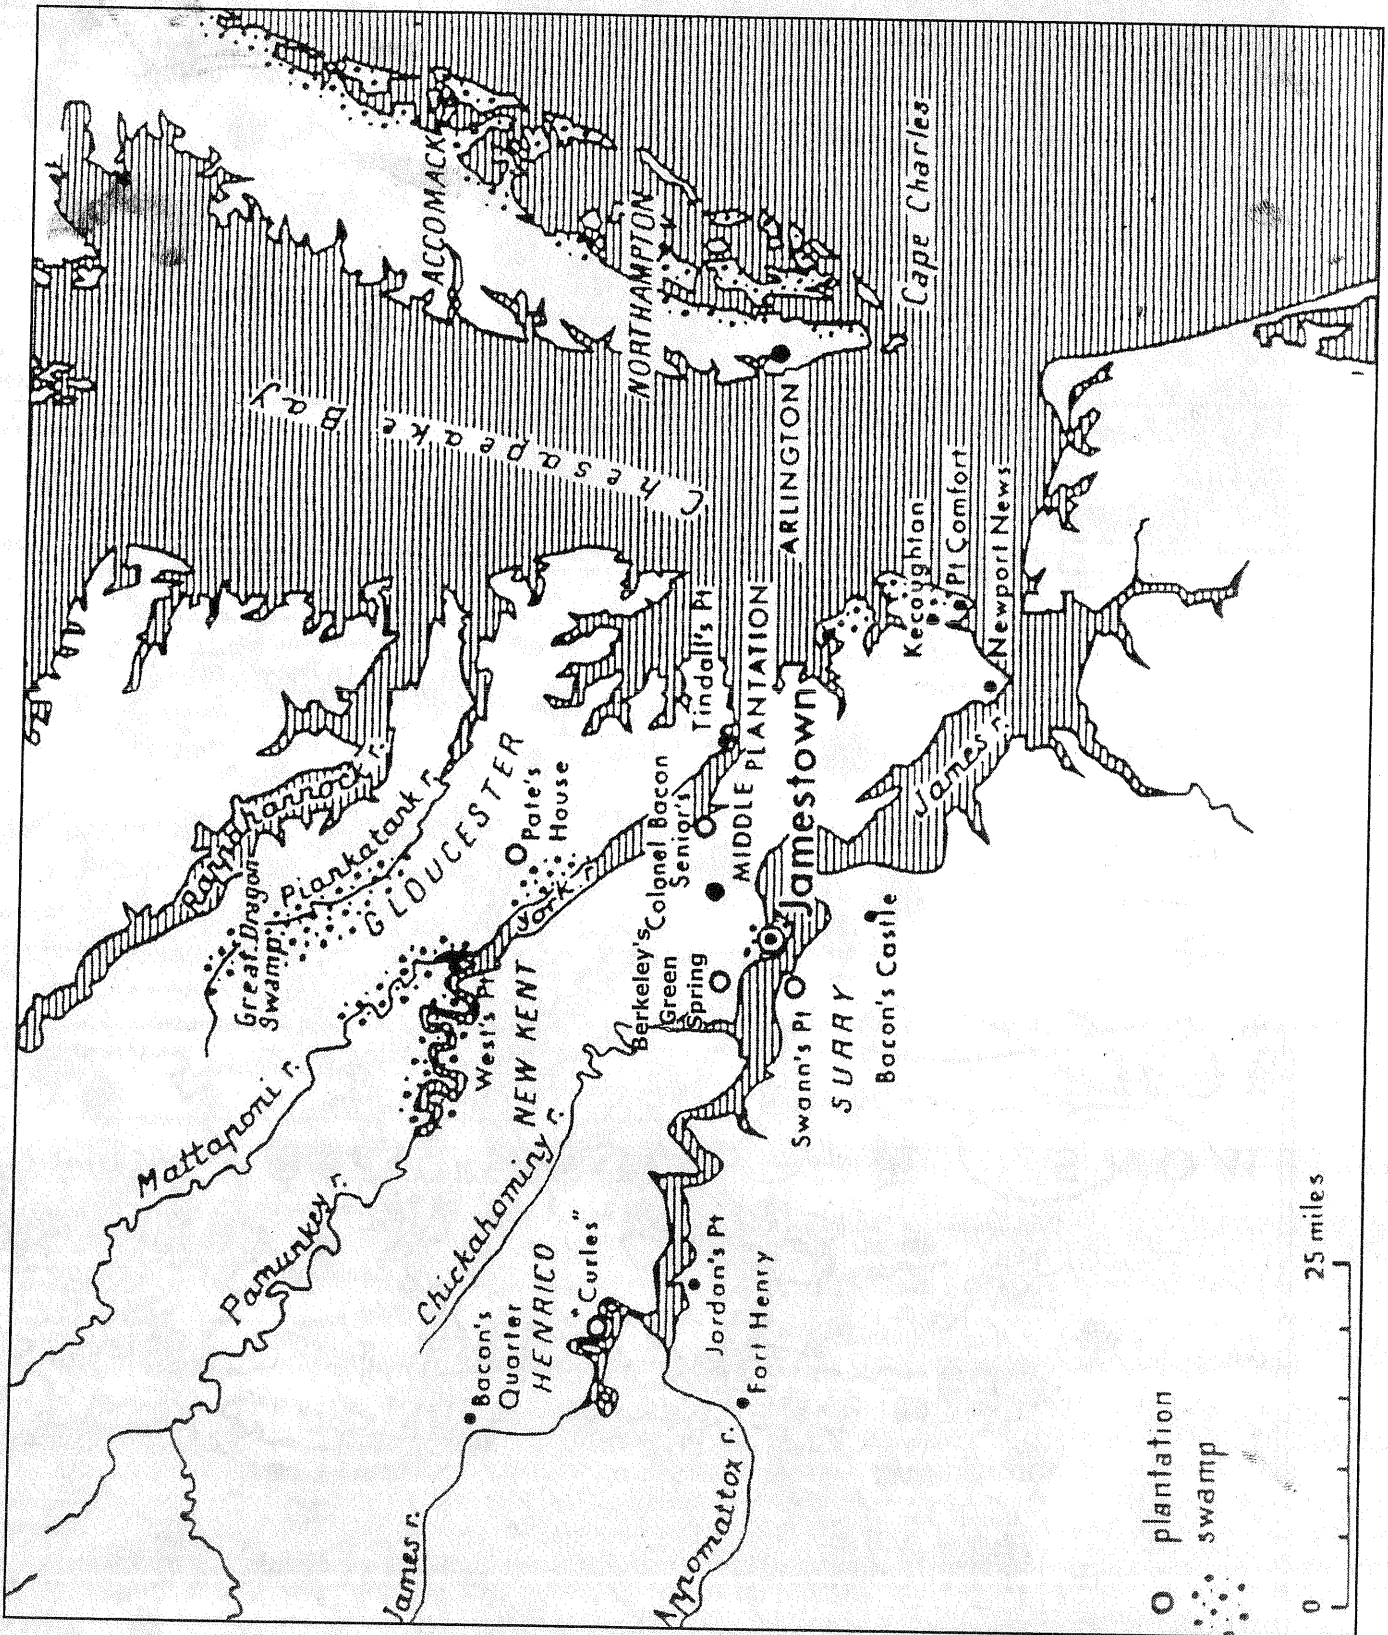 ACCOMACK
NORTHAMPTON
Cape Charles
Chesapeake Bay
ARLINGTON
Kecoughtan
Pt Comfort
Newport News
Tindall's Pt
MIDDLE PLANTATION
Jamestown
James r.
Rappahannock r.
Piankatank r.
Great Dragon
Swamp
GLOUCESTER
Pate's
House
York r.
Colonel Bacon
Senior's
Berkeley's
Green
Spring
Bacon's Castle
Swann's Pt
SURRY
West's Pt
NEW KENT
Mattaponi r.
Pamunkey r.
Chickahominy r.
Bacon's
Quarter
HENRICO
"Curles"
Jordan's Pt
Fort Henry
James r.
Appomattox r.
plantation
swamp
0 25 miles